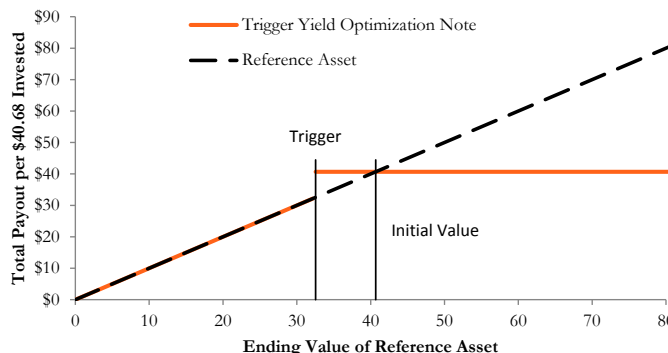 $90
$80
$70
$60
$50
$40
$30
$20
$10
$0
Total Payout per $40.68 Invested
Trigger Yield Optimization Note
Reference Asset
Trigger
Initial Value
0 10 20 30 40 50 60 70 80
Ending Value of Reference Asset